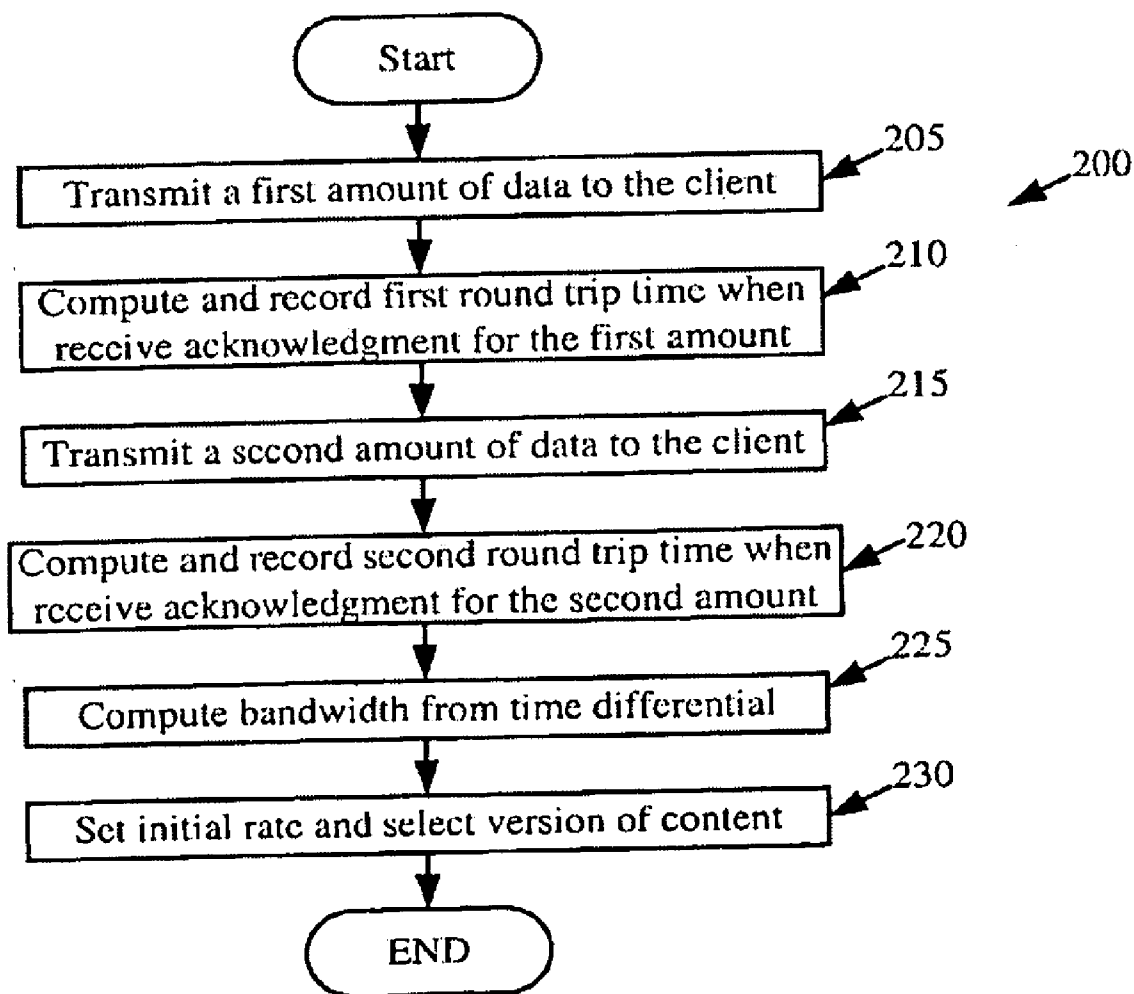 Start
205
200
Transmit a first amount of data to the client
210
Compute and record first round trip time when
receive acknowledgment for the first amount
215
Transmit a second amount of data to the client
220
Compute and record second round trip time when
receive acknowledgment for the second amount
225
Compute bandwidth from time differential
230
Set initial rate and select version of content
END